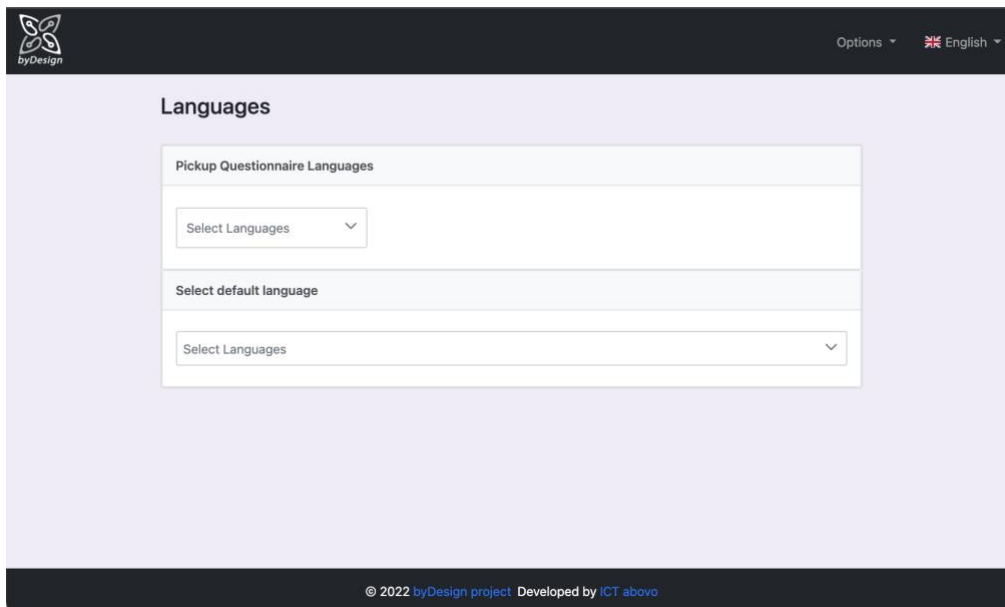 byDesign
Options
English
Languages
Pickup Questionnaire Languages
Select Languages
Select default language
Select Languages
© 2022 byDesign project Developed by ICT abovo